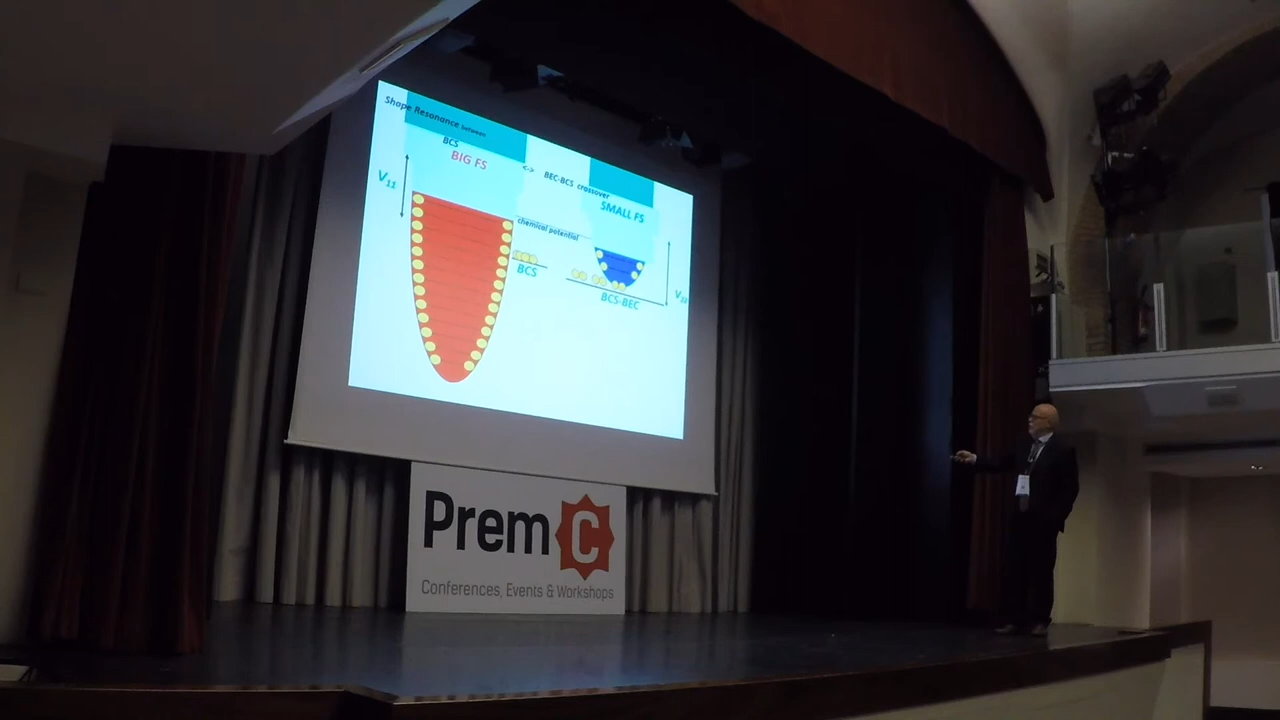 Shape Resonance between
BCS
BIG FS
<-> BEC-BCS crossover
SMALL FS
V11
chemical potential
BCS
BCS-BEC
V22
Prem C
Conferences, Events & Workshops